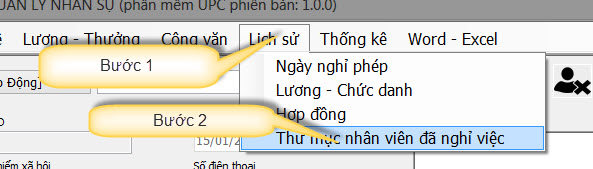 UẢN LÝ NHÂN SỰ (phần mềm UPC phiên bản: 1.0.0)
Lương - Thưởng Công văn Lịch sử Thống kê Word - Excel
Bước 1
Ngày nghỉ phép
Động]
Lương - Chức danh
Bước 2
Hợp đồng
15/01/2
Thư mục nhân viên đã nghỉ việc
iểm xã hội
Số điện thoại